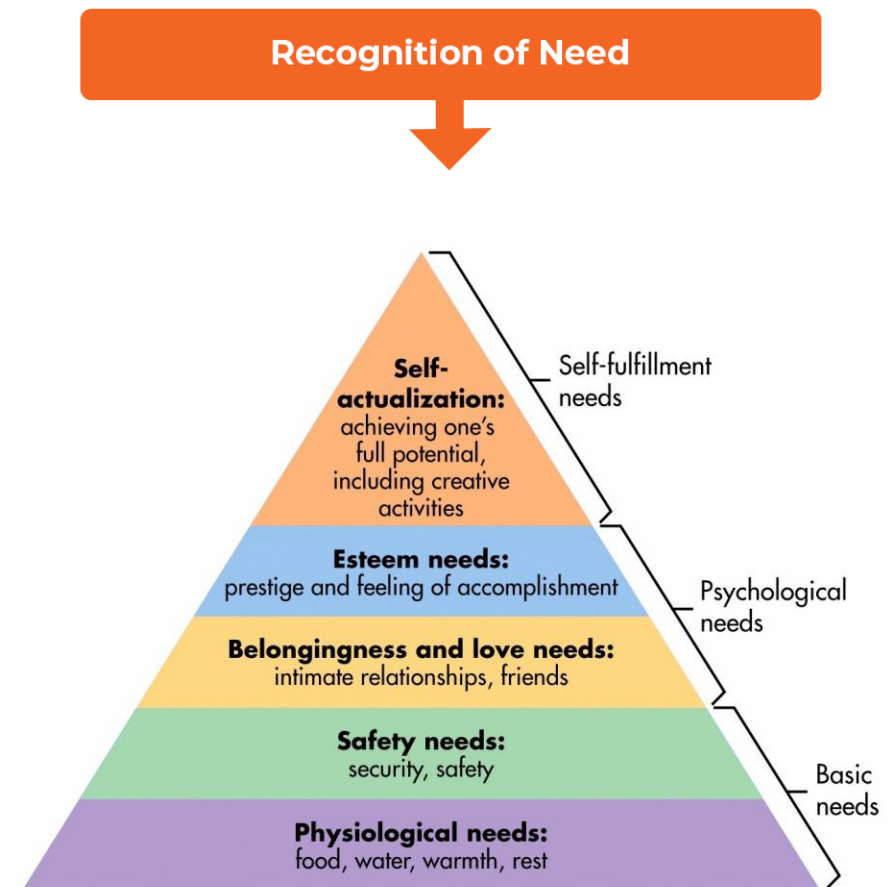 Recognition of Need
Self-
actualization:
achieving one's
full potential,
including creative
activities
Self-fulfillment
needs
Esteem needs:
prestige and feeling of accomplishment
Psychological
needs
Belongingness and love needs:
intimate relationships, friends
Safety needs:
security, safety
Basic
needs
Physiological needs:
food, water, warmth, rest